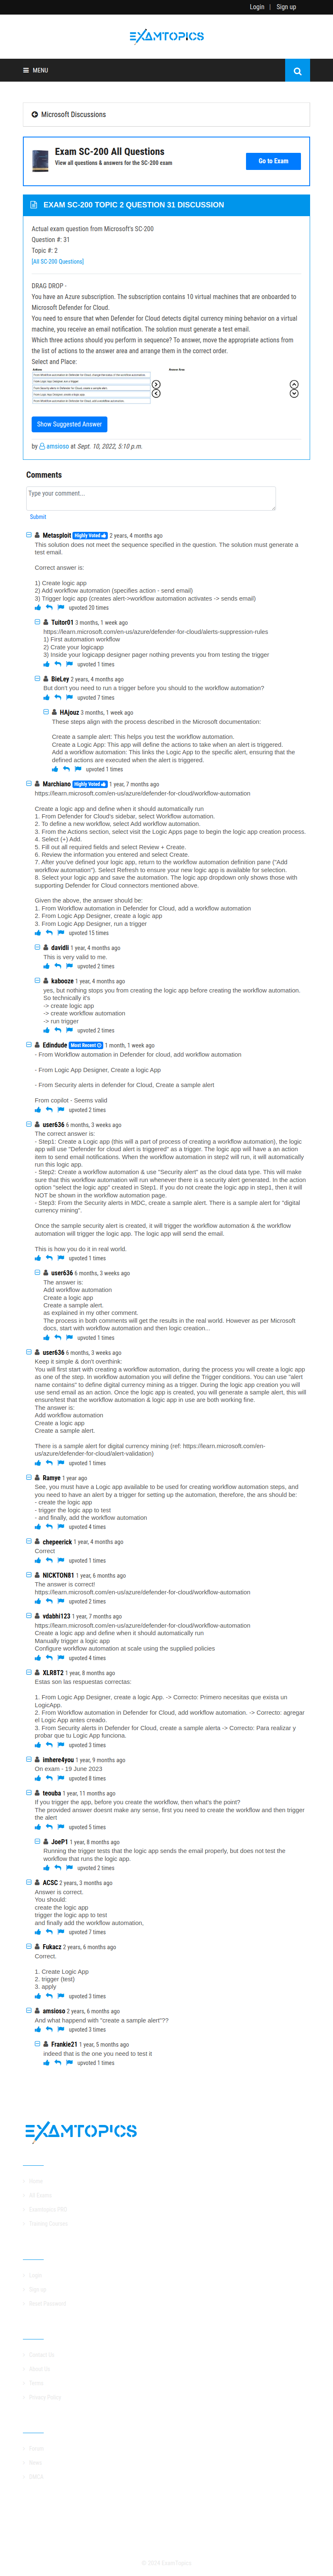 Login | Sign up
EXAMTOPICS
MENU
Microsoft Discussions
Exam SC-200 All Questions
View all questions & answers for the SC-200 exam
Go to Exam
EXAM SC-200 TOPIC 2 QUESTION 31 DISCUSSION
Actual exam question from Microsoft's SC-200
Question #: 31
Topic #: 2
[All SC-200 Questions]
DRAG DROP -
You have an Azure subscription. The subscription contains 10 virtual machines that are onboarded to
Microsoft Defender for Cloud.
You need to ensure that when Defender for Cloud detects digital currency mining behavior on a virtual
machine, you receive an email notification. The solution must generate a test email.
Which three actions should you perform in sequence? To answer, move the appropriate actions from
the list of actions to the answer area and arrange them in the correct order.
Select and Place:
Show Suggested Answer
by amsioso at Sept. 10, 2022, 5:10 p.m.
Comments
Type your comment...
Submit
Metasploit Highly Voted 2 years, 4 months ago
This solution does not meet the sequence specified in the question. The solution must generate a
test email.
Correct answer is:
1) Create logic app
2) Add workflow automation (specifies action - send email)
3) Trigger logic app (creates alert->workflow automation activates -> sends email)
upvoted 20 times
Tuitor01 3 months, 1 week ago
https://learn.microsoft.com/en-us/azure/defender-for-cloud/alerts-suppression-rules
1) First automation workflow
2) Crate your logicapp
3) Inside your logicapp designer pager nothing prevents you from testing the trigger
upvoted 1 times
BieLey 2 years, 4 months ago
But don't you need to run a trigger before you should to the workflow automation?
upvoted 7 times
HAjouz 3 months, 1 week ago
These steps align with the process described in the Microsoft documentation:
Create a sample alert: This helps you test the workflow automation.
Create a Logic App: This app will define the actions to take when an alert is triggered.
Add a workflow automation: This links the Logic App to the specific alert, ensuring that the
defined actions are executed when the alert is triggered.
upvoted 1 times
Marchiano Highly Voted 1 year, 7 months ago
https://learn.microsoft.com/en-us/azure/defender-for-cloud/workflow-automation
Create a logic app and define when it should automatically run
1. From Defender for Cloud's sidebar, select Workflow automation.
2. To define a new workflow, select Add workflow automation.
3. From the Actions section, select visit the Logic Apps page to begin the logic app creation process.
4. Select (+) Add.
5. Fill out all required fields and select Review + Create.
6. Review the information you entered and select Create.
7. After you've defined your logic app, return to the workflow automation definition pane ("Add
workflow automation"). Select Refresh to ensure your new logic app is available for selection.
8. Select your logic app and save the automation. The logic app dropdown only shows those with
supporting Defender for Cloud connectors mentioned above.
Given the above, the answer should be:
1. From Workflow automation in Defender for Cloud, add a workflow automation
2. From Logic App Designer, create a logic app
3. From Logic App Designer, run a trigger
upvoted 15 times
davidli 1 year, 4 months ago
This is very valid to me.
upvoted 2 times
kabooze 1 year, 4 months ago
yes, but nothing stops you from creating the logic app before creating the workflow automation.
So technically it's
-> create logic app
-> create workflow automation
-> run trigger
upvoted 2 times
Edindude Most Recent 1 month, 1 week ago
- From Workflow automation in Defender for cloud, add workflow automation
- From Logic App Designer, Create a logic App
- From Security alerts in defender for Cloud, Create a sample alert
From copilot - Seems valid
upvoted 2 times
user636 6 months, 3 weeks ago
The correct answer is:
- Step1: Create a Logic app (this will a part of process of creating a workflow automation), the logic
app will use "Defender for cloud alert is triggered" as a trigger. The logic app will have a an action
item to send email notifications. When the workflow automation in step2 will run, it will automatically
run this logic app.
- Step2: Create a workflow automation & use "Security alert" as the cloud data type. This will make
sure that this workflow automation will run whenever there is a security alert generated. In the action
option "select the logic app" created in Step1. If you do not create the logic app in step1, then it will
NOT be shown in the workflow automation page.
- Step3: From the Security alerts in MDC, create a sample alert. There is a sample alert for "digital
currency mining".
Once the sample security alert is created, it will trigger the workflow automation & the workflow
automation will trigger the logic app. The logic app will send the email.
This is how you do it in real world.
upvoted 1 times
user636 6 months, 3 weeks ago
The answer is:
Add workflow automation
Create a logic app
Create a sample alert.
as explained in my other comment.
The process in both comments will get the results in the real world. However as per Microsoft
docs, start with workflow automation and then logic creation...
upvoted 1 times
user636 6 months, 3 weeks ago
Keep it simple & don't overthink:
You will first start with creating a workflow automation, during the process you will create a logic app
as one of the step. In workflow automation you will define the Trigger conditions. You can use "alert
name contains" to define digital currency mining as a trigger. During the process logic app creation you
will use send email as an action. Once the logic app is created, you will generate a sample alert, this will
ensure/test that the workflow automation & logic app in use are both working fine.
The answer is:
Add workflow automation
Create a logic app
Create a sample alert.
There is a sample alert for digital currency mining (ref: https://learn.microsoft.com/en-
us/azure/defender-for-cloud/alert-validation)
upvoted 1 times
Ramye 1 year ago
See, you must have a Logic app available to be used for creating workflow automation steps, and
you need to have an alert by a trigger for setting up the automation, therefore, the ans should be:
- create the logic app
- trigger the logic app to test
- and finally, add the workflow automation
upvoted 4 times
chepeerick 1 year, 4 months ago
Correct
upvoted 1 times
NICKTON81 1 year, 6 months ago
The answer is correct!
https://learn.microsoft.com/en-us/azure/defender-for-cloud/workflow-automation
upvoted 2 times
vdabhi123 1 year, 7 months ago
https://learn.microsoft.com/en-us/azure/defender-for-cloud/workflow-automation
Create a logic app and define when it should automatically run
Manually trigger a logic app
Configure workflow automation at scale using the supplied policies
upvoted 4 times
XLR8T2 1 year, 8 months ago
Estas son las respuestas correctas:
1. From Logic App Designer, create a logic App. -> Correcto: Primero necesitas que exista un
LogicApp.
2. From Workflow automation in Defender for Cloud, add workflow automation. -> Correcto: agregar
el Logic App antes creado.
3. From Security alerts in Defender for Cloud, create a sample alerta -> Correcto: Para realizar y
probar que tu Logic App funciona.
upvoted 3 times
imhere4you 1 year, 9 months ago
On exam - 19 June 2023
upvoted 8 times
teouba 1 year, 11 months ago
If you trigger the app, before you create the workflow, then what's the point?
The provided answer doesnt make any sense, first you need to create the workflow and then trigger
the alert
upvoted 5 times
JoeP1 1 year, 8 months ago
Running the trigger tests that the logic app sends the email properly, but does not test the
workflow that runs the logic app.
upvoted 2 times
ACSC 2 years, 3 months ago
Answer is correct.
You should:
create the logic app
trigger the logic app to test
and finally add the workflow automation,
upvoted 7 times
Fukacz 2 years, 6 months ago
Correct.
1. Create Logic App
2. trigger (test)
3. apply
upvoted 3 times
amsioso 2 years, 6 months ago
And what happend with "create a sample alert"??
upvoted 3 times
Frankie21 1 year, 5 months ago
indeed that is the one you need to test it
upvoted 1 times
EXAMTOPICS
Home
Login
Sign up